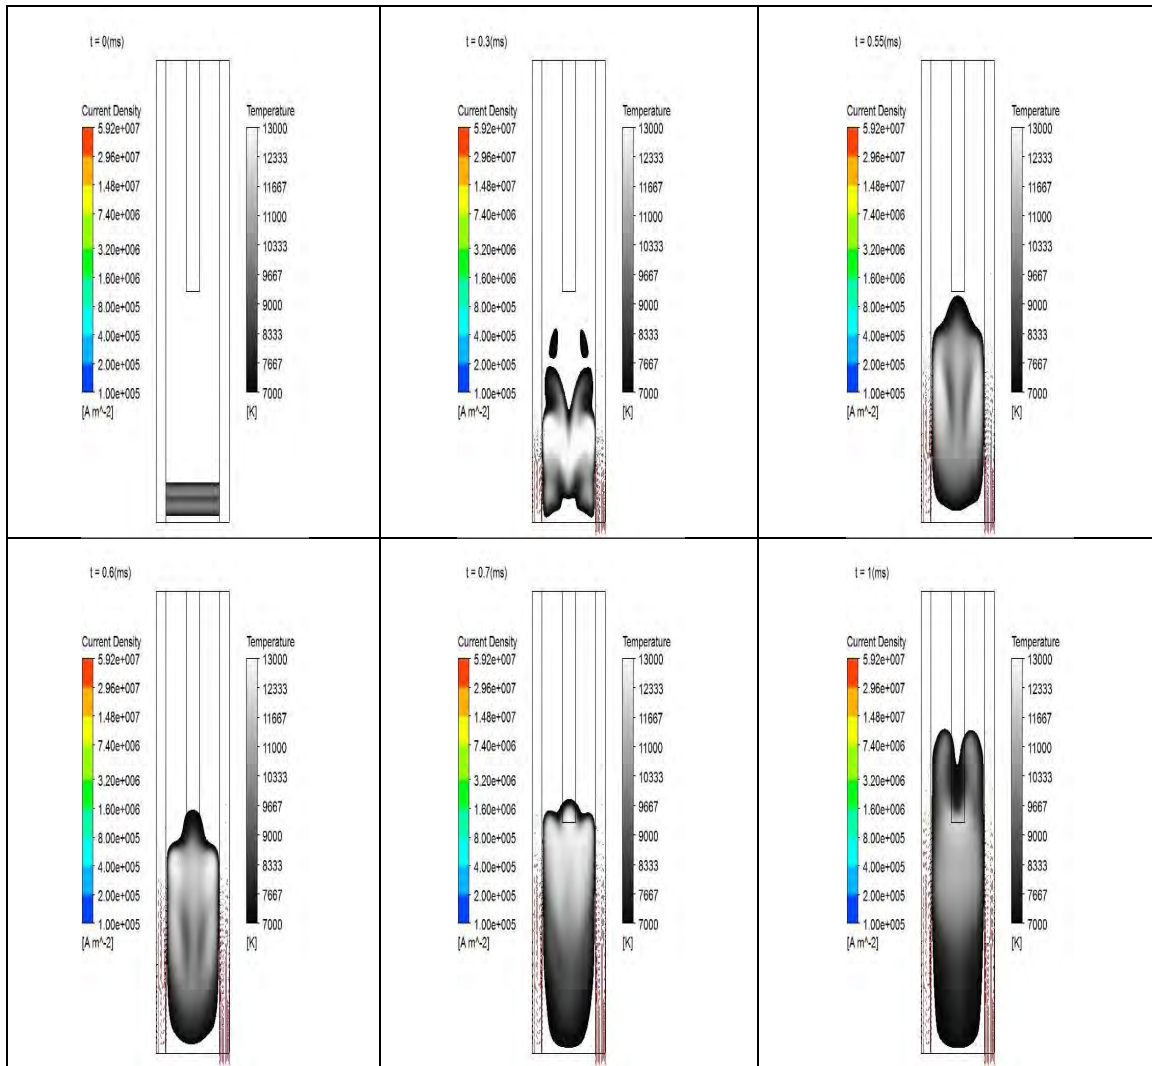 t = 0(ms)
Current Density
5.92e+007
2.96e+007
1.48e+007
7.40e+006
3.20e+006
1.60e+006
8.00e+005
4.00e+005
2.00e+005
1.00e+005
[A m^-2]
Temperature
13000
12333
11667
11000
10333
9667
9000
8333
7667
7000
[K]
t = 0.3(ms)
Current Density
5.92e+007
2.96e+007
1.48e+007
7.40e+006
3.20e+006
1.60e+006
8.00e+005
4.00e+005
2.00e+005
1.00e+005
[A m^-2]
Temperature
13000
12333
11667
11000
10333
9667
9000
8333
7667
7000
[K]
t = 0.55(ms)
Current Density
5.92e+007
2.96e+007
1.48e+007
7.40e+006
3.20e+006
1.60e+006
8.00e+005
4.00e+005
2.00e+005
1.00e+005
[A m^-2]
Temperature
13000
12333
11667
11000
10333
9667
9000
8333
7667
7000
[K]
t = 0.6(ms)
Current Density
5.92e+007
2.96e+007
1.48e+007
7.40e+006
3.20e+006
1.60e+006
8.00e+005
4.00e+005
2.00e+005
1.00e+005
[A m^-2]
Temperature
13000
12333
11667
11000
10333
9667
9000
8333
7667
7000
[K]
t = 0.7(ms)
Current Density
5.92e+007
2.96e+007
1.48e+007
7.40e+006
3.20e+006
1.60e+006
8.00e+005
4.00e+005
2.00e+005
1.00e+005
[A m^-2]
Temperature
13000
12333
11667
11000
10333
9667
9000
8333
7667
7000
[K]
t = 1(ms)
Current Density
5.92e+007
2.96e+007
1.48e+007
7.40e+006
3.20e+006
1.60e+006
8.00e+005
4.00e+005
2.00e+005
1.00e+005
[A m^-2]
Temperature
13000
12333
11667
11000
10333
9667
9000
8333
7667
7000
[K]